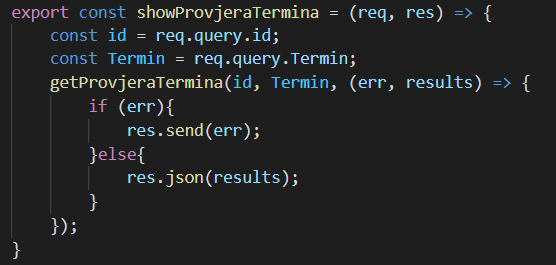 export const showProvjeraTermina = (req, res) => {
    const id = req.query.id;
    const Termin = req.query.Termin;
    getProvjeraTermina(id, Termin, (err, results) => {
        if (err){
            res.send(err);
        }else{
            res.json(results);
        }
    });
}